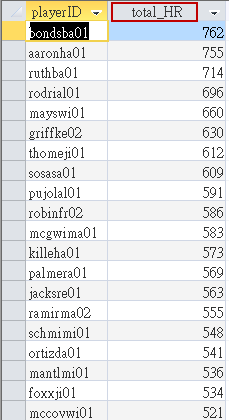 playerID total_HR
bondsba01 762
aaronha01 755
ruthba01 714
rodrial01 696
mayswi01 660
griffke02 630
thomeji01 612
sosasa01 609
pujolal01 591
robinfr02 586
mcgwima01 583
killeha01 573
palmera01 569
jacksre01 563
ramirma02 555
schmimi01 548
ortizda01 541
mantlmi01 536
foxxji01 534
mccovwi01 521